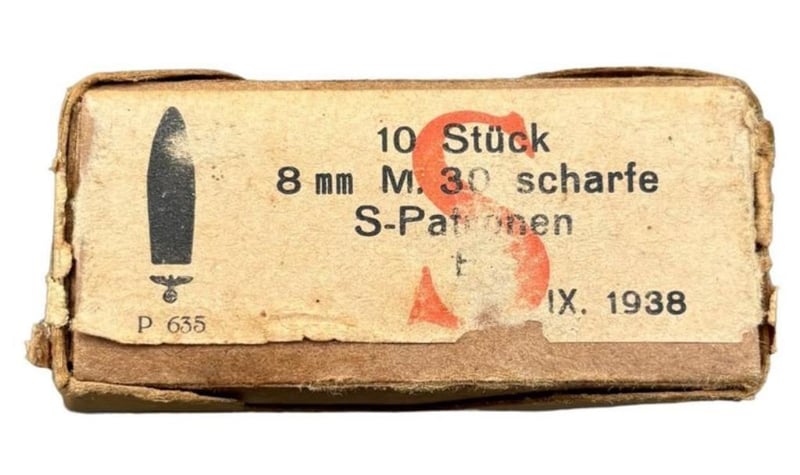 10 Stück
8 mm M. 30 scharfe
S-Patronen
S
IX. 1938
P 635